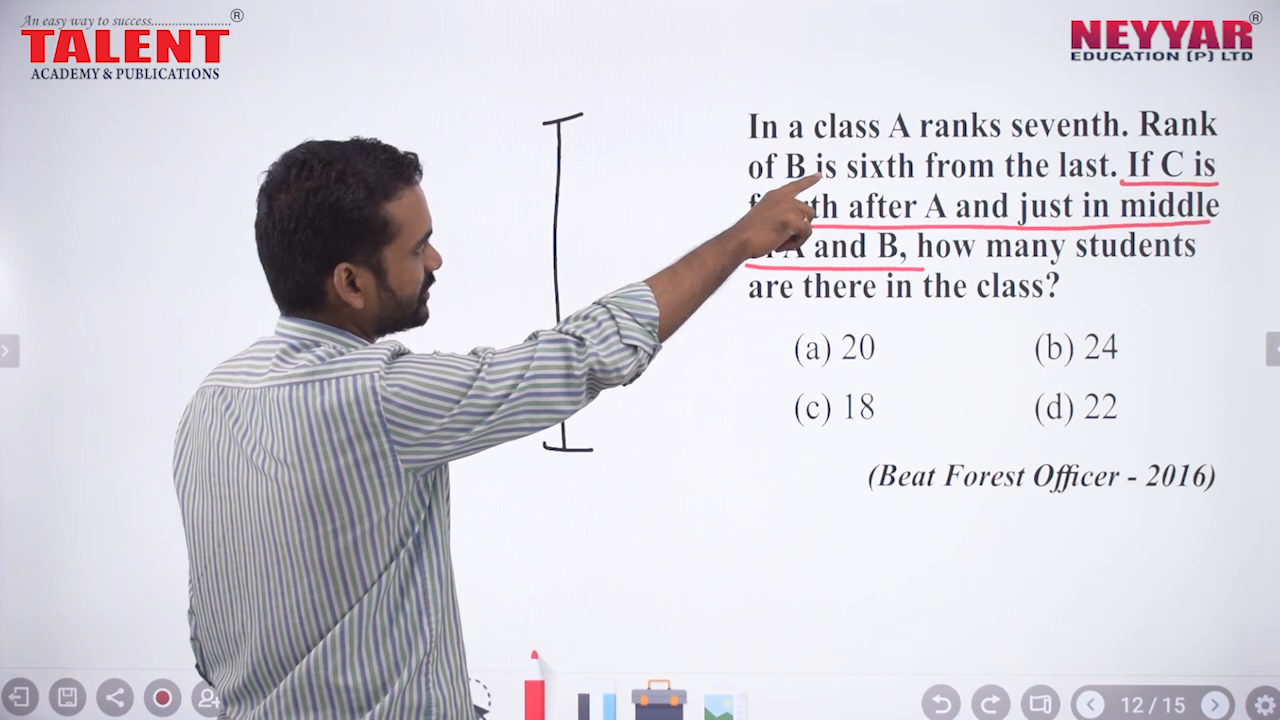 An easy way to success.......................®
TALENT
ACADEMY & PUBLICATIONS
NEYYAR®
EDUCATION (P) LTD
In a class A ranks seventh. Rank
of B is sixth from the last. If C is
after A and just in middle
A and B, how many students
are there in the class?
(a) 20 (b) 24
(c) 18 (d) 22
(Beat Forest Officer - 2016)
12 / 15